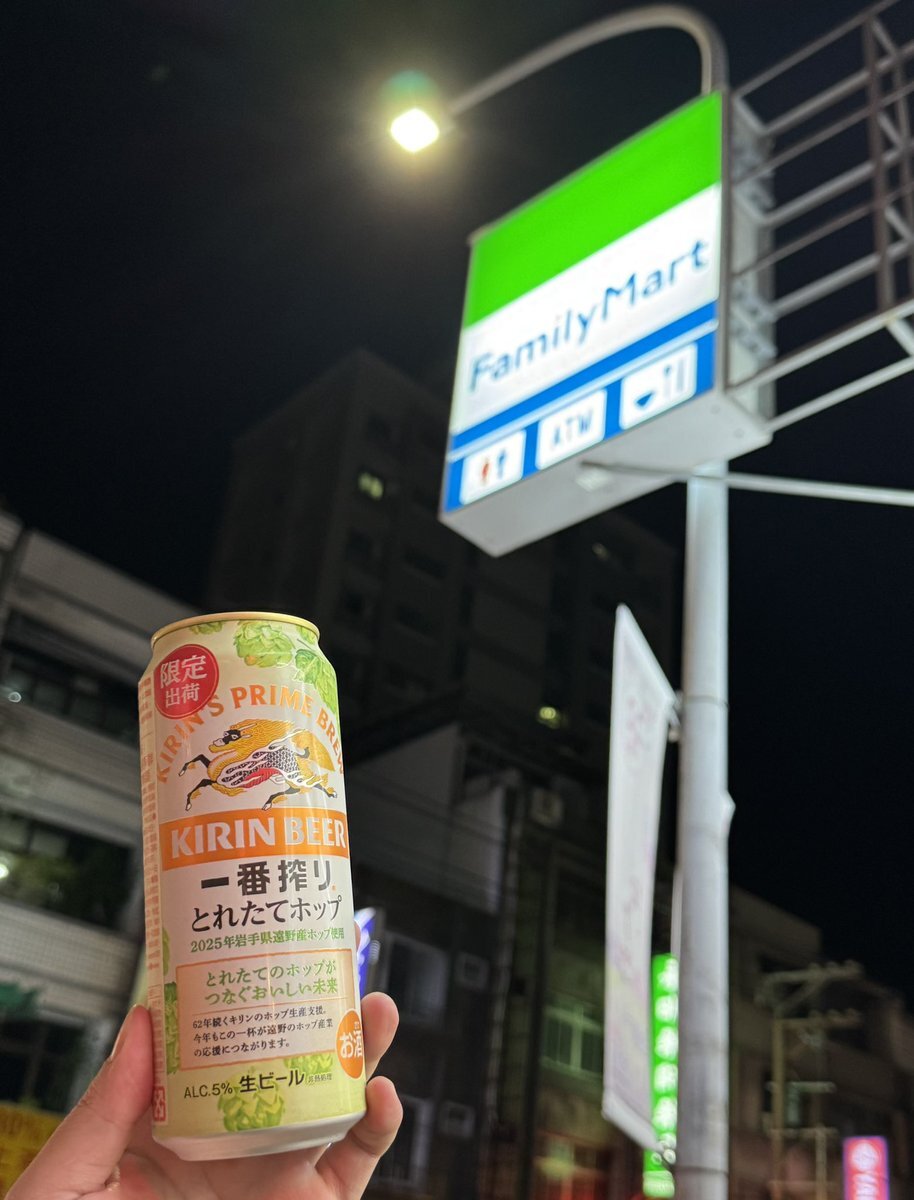 FamilyMart
ATM
限定
出荷
KIRIN'S PRIME BREW
KIRIN BEER
一番搾り
とれたてホップ
2025年岩手県遠野産ホップ使用
とれたてのホップが
つなぐおいしい未来
62年続くキリンのホップ生産支援。
今年もこの一杯が遠野のホップ産業
の応援につながります。
お酒
ALC.5% 生ビール 非熱処理